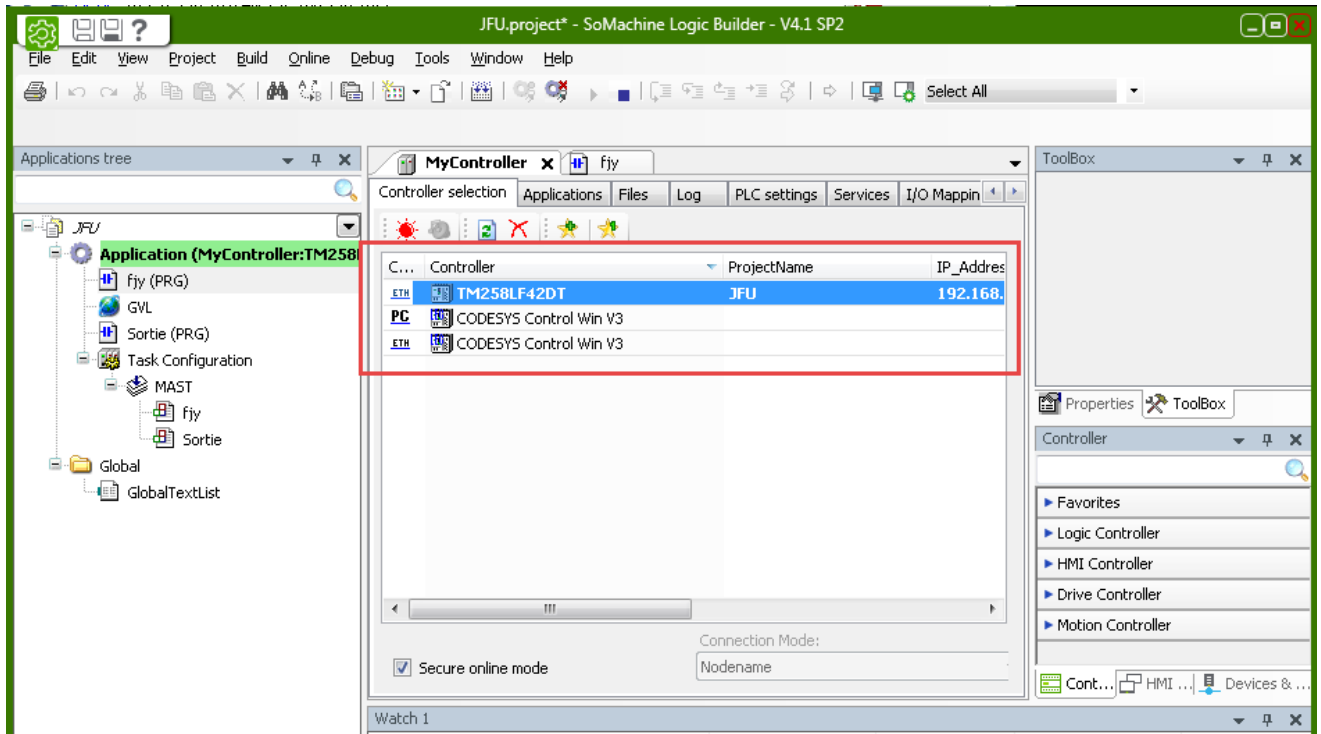 JFU.project* - SoMachine Logic Builder - V4.1 SP2
File Edit View Project Build Online Debug Tools Window Help
Select All
Applications tree
MyController fjy
ToolBox
Controller selection Applications Files Log PLC settings Services I/O Mappin
JFU
Application (MyController:TM258
fjy (PRG)
GVL
Sortie (PRG)
Task Configuration
MAST
fjy
Sortie
Global
GlobalTextList
C... Controller ProjectName IP_Addres
ETH TM258LF42DT JFU 192.168.
PC CODESYS Control Win V3
ETH CODESYS Control Win V3
Connection Mode:
Secure online mode Nodename
Properties ToolBox
Controller
Favorites
Logic Controller
HMI Controller
Drive Controller
Motion Controller
Cont... HMI ... Devices & ...
Watch 1